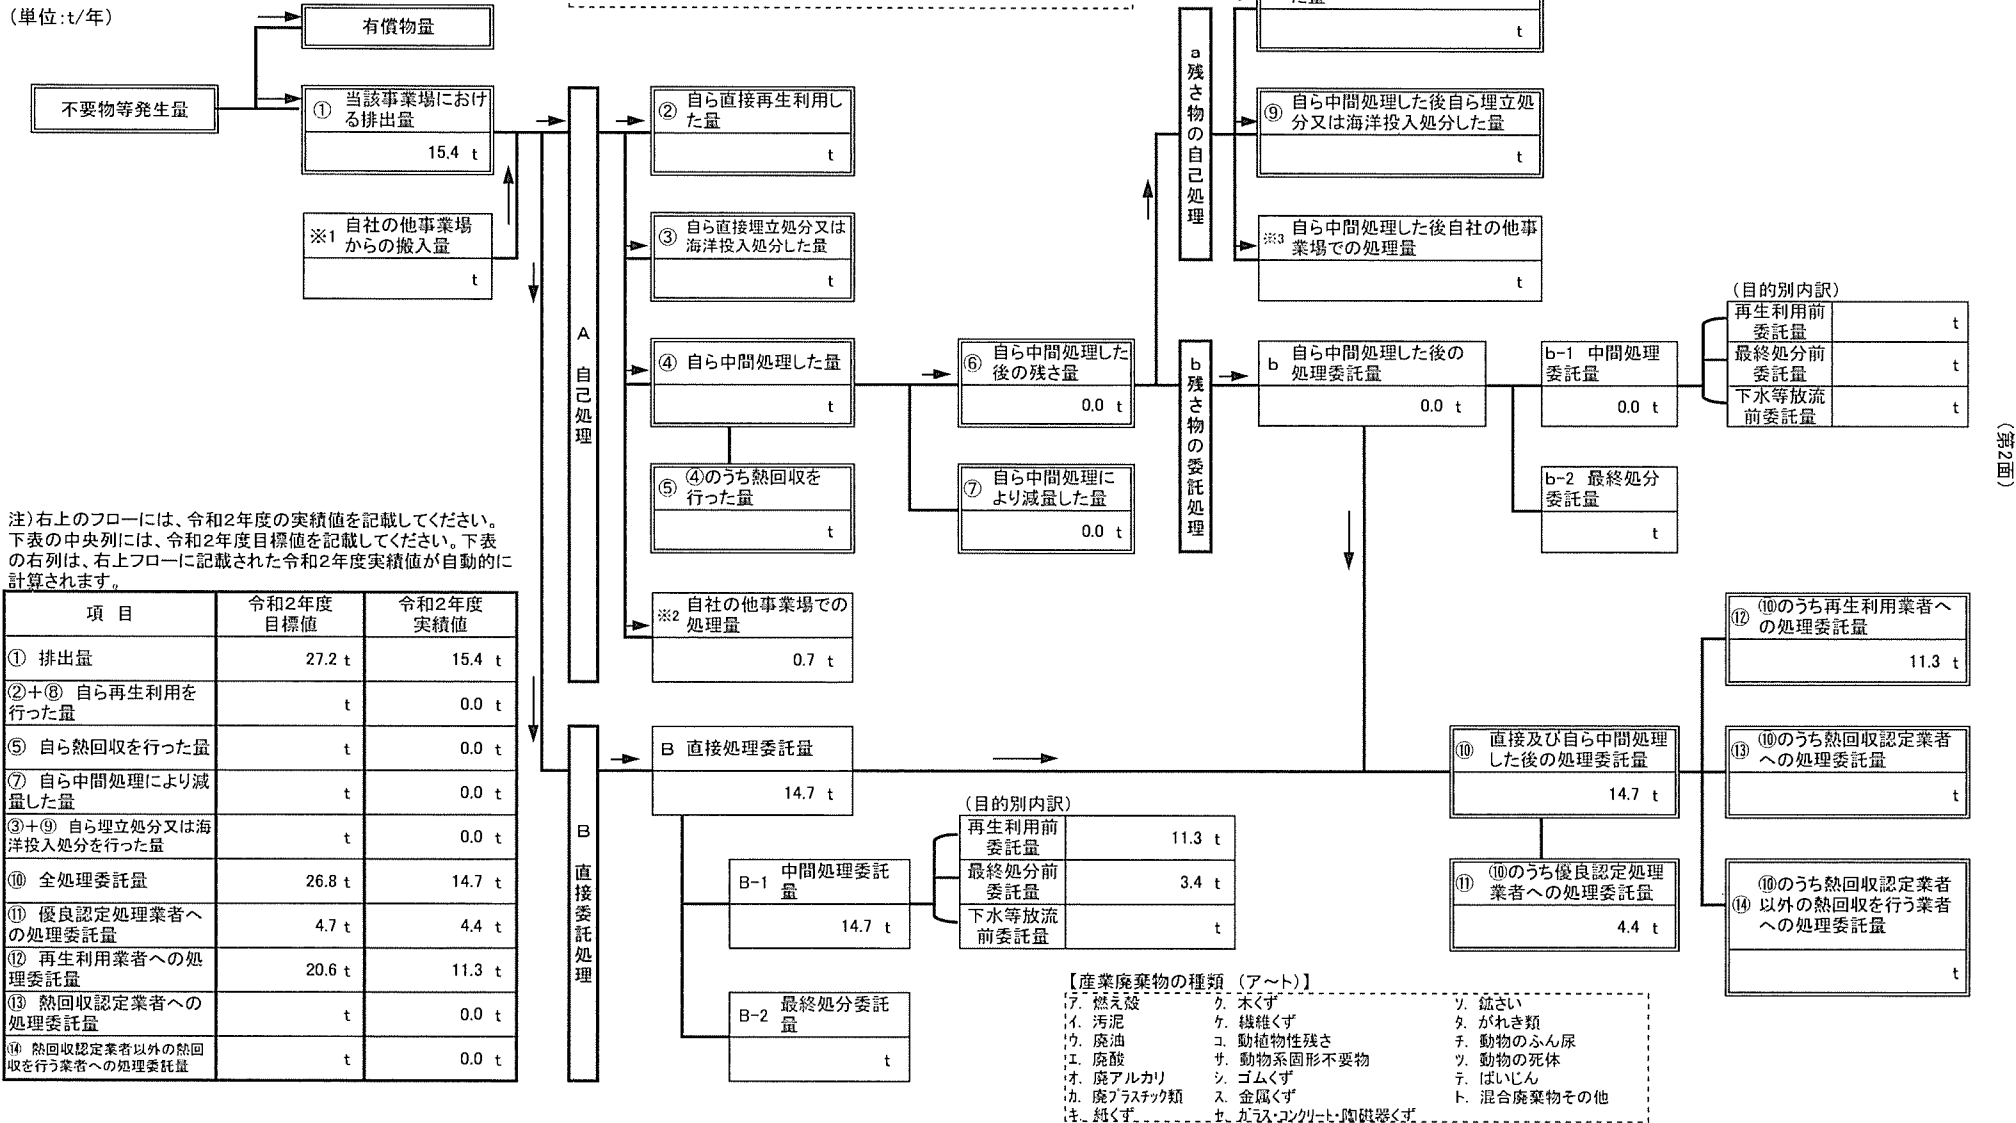 (単位:t/年)
有償物量
不要物等発生量
① 当該事業場におけ
る排出量
15.4 t
※1 自社の他事業場
からの搬入量
t
A 自己処理
② 自ら直接再生利用し
た量
t
③ 自ら直接埋立処分又は
海洋投入処分した量
t
④ 自ら中間処理した量
t
⑤ ④のうち熱回収を
行った量
t
※2 自社の他事業場での
処理量
0.7 t
⑥ 自ら中間処理した
後の残さ量
0.0 t
⑦ 自ら中間処理に
より減量した量
0.0 t
a 残さ物の自己処理
t
⑨ 自ら中間処理した後自ら埋立処
分又は海洋投入処分した量
t
※3 自ら中間処理した後自社の他事
業場での処理量
t
b 残さ物の委託処理
b 自ら中間処理した後の
処理委託量
0.0 t
b-1 中間処理
委託量
0.0 t
(目的別内訳)
再生利用前
委託量 t
最終処分前
委託量 t
下水等放流
前委託量 t
b-2 最終処分
委託量
t
(第2面)
注)右上のフローには、令和2年度の実績値を記載してください。
下表の中央列には、令和2年度目標値を記載してください。下表
の右列は、右上フローに記載された令和2年度実績値が自動的に
計算されます。
項 目 令和2年度目標値 令和2年度実績値
① 排出量 27.2 t 15.4 t
②+⑧ 自ら再生利用を
行った量 t 0.0 t
⑤ 自ら熱回収を行った量 t 0.0 t
⑦ 自ら中間処理により減
量した量 t 0.0 t
③+⑨ 自ら埋立処分又は海
洋投入処分を行った量 t 0.0 t
⑩ 全処理委託量 26.8 t 14.7 t
⑪ 優良認定処理業者へ
の処理委託量 4.7 t 4.4 t
⑫ 再生利用業者への処
理委託量 20.6 t 11.3 t
⑬ 熱回収認定業者への
処理委託量 t 0.0 t
⑭ 熱回収認定業者以外の熱回
収を行う業者への処理委託量 t 0.0 t
B 直接委託処理
B 直接処理委託量
14.7 t
B-1 中間処理委託
量
14.7 t
(目的別内訳)
再生利用前
委託量 11.3 t
最終処分前
委託量 3.4 t
下水等放流
前委託量 t
B-2 最終処分委託
量
t
⑩ 直接及び自ら中間処理
した後の処理委託量
14.7 t
⑪ ⑩のうち優良認定処理
業者への処理委託量
4.4 t
⑫ ⑩のうち再生利用業者へ
の処理委託量
11.3 t
⑬ ⑩のうち熱回収認定業者
への処理委託量
t
⑭ ⑩のうち熱回収認定業者
以外の熱回収を行う業者
への処理委託量
t
【産業廃棄物の種類 (ア~ト)】
ア. 燃え殻 ク. 木くず ソ. 鉱さい
イ. 汚泥 ケ. 繊維くず タ. がれき類
ウ. 廃油 コ. 動植物性残さ チ. 動物のふん尿
エ. 廃酸 サ. 動物系固形不要物 ツ. 動物の死体
オ. 廃アルカリ シ. ゴムくず テ. ばいじん
カ. 廃プラスチック類 ス. 金属くず ト. 混合廃棄物その他
キ. 紙くず セ. ガラス・コンクリート・陶磁器くず